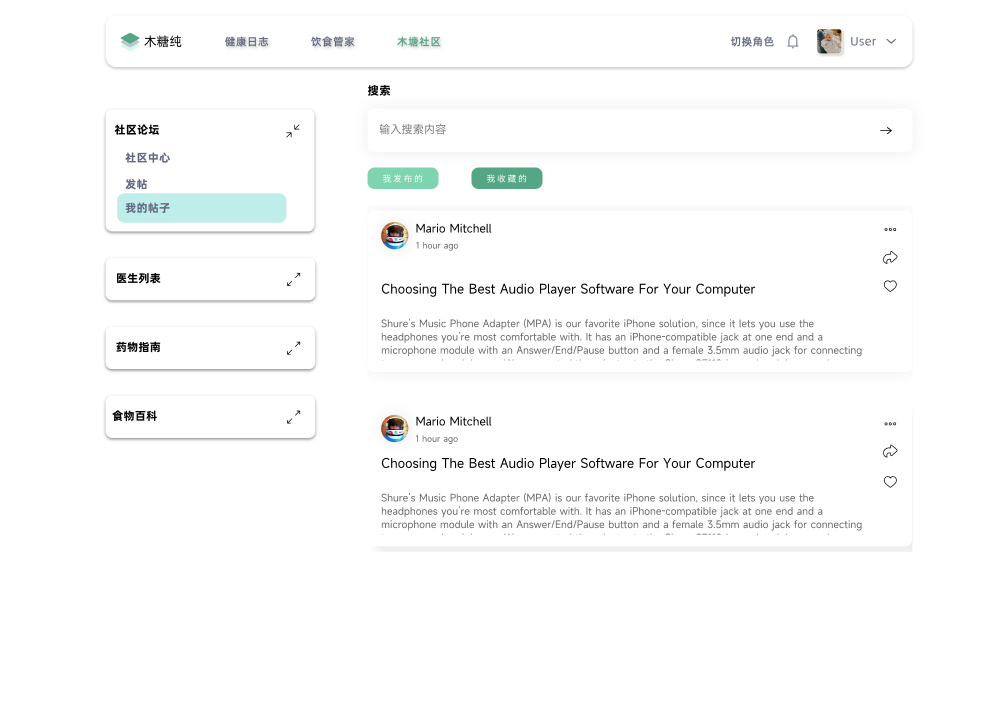 木糖纯
健康日志
饮食管家
木塘社区
切换角色
User
搜索
输入搜索内容
社区论坛
社区中心
发帖
我的帖子
医生列表
药物指南
食物百科
我发布的
我收藏的
Mario Mitchell
1 hour ago
Choosing The Best Audio Player Software For Your Computer
Shure's Music Phone Adapter (MPA) is our favorite iPhone solution, since it lets you use the
headphones you're most comfortable with. It has an iPhone-compatible jack at one end and a
microphone module with an Answer/End/Pause button and a female 3.5mm audio jack for connecting
Mario Mitchell
1 hour ago
Choosing The Best Audio Player Software For Your Computer
Shure's Music Phone Adapter (MPA) is our favorite iPhone solution, since it lets you use the
headphones you're most comfortable with. It has an iPhone-compatible jack at one end and a
microphone module with an Answer/End/Pause button and a female 3.5mm audio jack for connecting